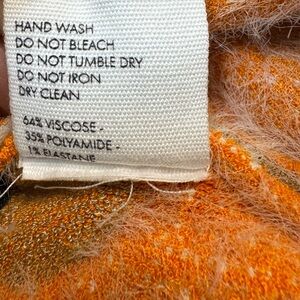 HAND WASH
DO NOT BLEACH
DO NOT TUMBLE DRY
DO NOT IRON
DRY CLEAN
64% VISCOSE -
35% POLYAMIDE -
1% ELASTANE